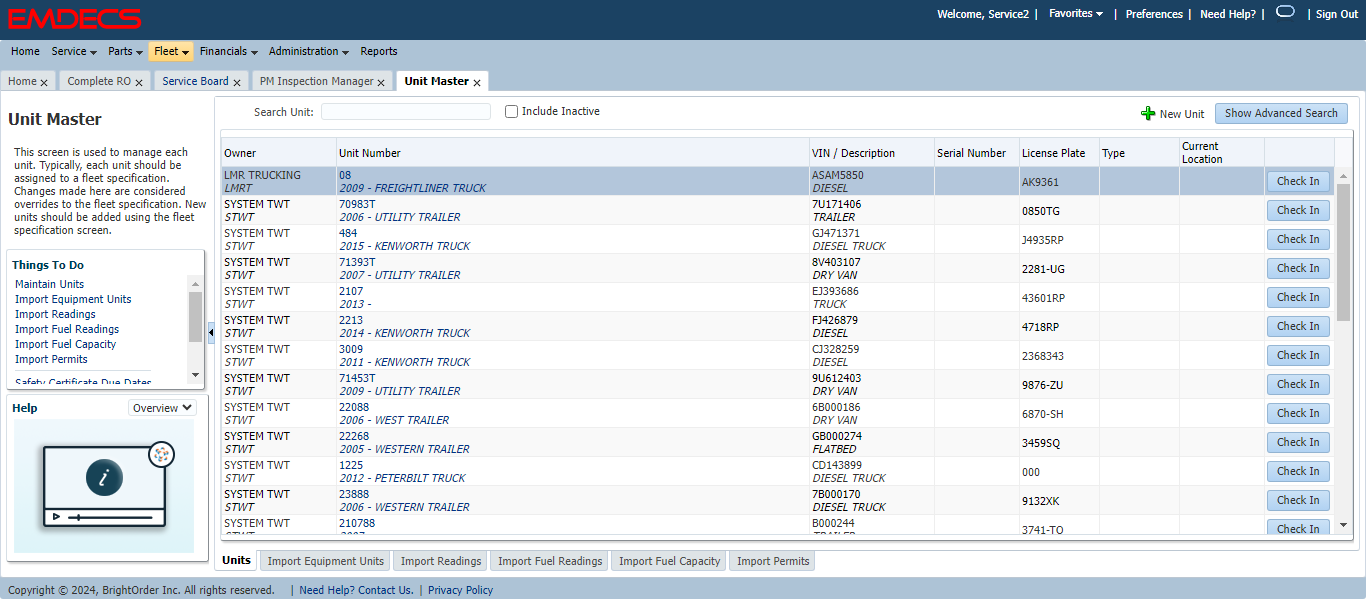 EMDECS
Welcome, Service2 | Favorites | Preferences | Need Help? | | Sign Out
Home Service Parts Fleet Financials Administration Reports
Home x Complete RO x Service Board x PM Inspection Manager x Unit Master x
Unit Master
This screen is used to manage each
unit. Typically, each unit should be
assigned to a fleet specification.
Changes made here are considered
overrides to the fleet specification. New
units should be added using the fleet
specification screen.
Things To Do
Maintain Units
Import Equipment Units
Import Readings
Import Fuel Readings
Import Fuel Capacity
Import Permits
Safety Certificate Due Dates
Help Overview
Search Unit: Include Inactive New Unit Show Advanced Search
Owner Unit Number VIN / Description Serial Number License Plate Type Current
Location
LMR TRUCKING 08 ASAM5850 AK9361 Check In
LMRT 2009 - FREIGHTLINER TRUCK DIESEL
SYSTEM TWT 70983T 7U171406 0850TG Check In
STWT 2006 - UTILITY TRAILER TRAILER
SYSTEM TWT 484 GJ471371 J4935RP Check In
STWT 2015 - KENWORTH TRUCK DIESEL TRUCK
SYSTEM TWT 71393T 8V403107 2281-UG Check In
STWT 2007 - UTILITY TRAILER DRY VAN
SYSTEM TWT 2107 EJ393686 43601RP Check In
STWT 2013 - TRUCK
SYSTEM TWT 2213 FJ426879 4718RP Check In
STWT 2014 - KENWORTH TRUCK DIESEL
SYSTEM TWT 3009 CJ328259 2368343 Check In
STWT 2011 - KENWORTH TRUCK DIESEL
SYSTEM TWT 71453T 9U612403 9876-ZU Check In
STWT 2009 - UTILITY TRAILER DRY VAN
SYSTEM TWT 22088 6B000186 6870-SH Check In
STWT 2006 - WEST TRAILER DRY VAN
SYSTEM TWT 22268 GB000274 3459SQ Check In
STWT 2005 - WESTERN TRAILER FLATBED
SYSTEM TWT 1225 CD143899 000 Check In
STWT 2012 - PETERBILT TRUCK DIESEL TRUCK
SYSTEM TWT 23888 7B000170 9132XK Check In
STWT 2006 - WESTERN TRAILER DIESEL TRUCK
SYSTEM TWT 210788 B000244 3741-TO Check In
Units Import Equipment Units Import Readings Import Fuel Readings Import Fuel Capacity Import Permits
Copyright © 2024, BrightOrder Inc. All rights reserved. | Need Help? Contact Us. | Privacy Policy